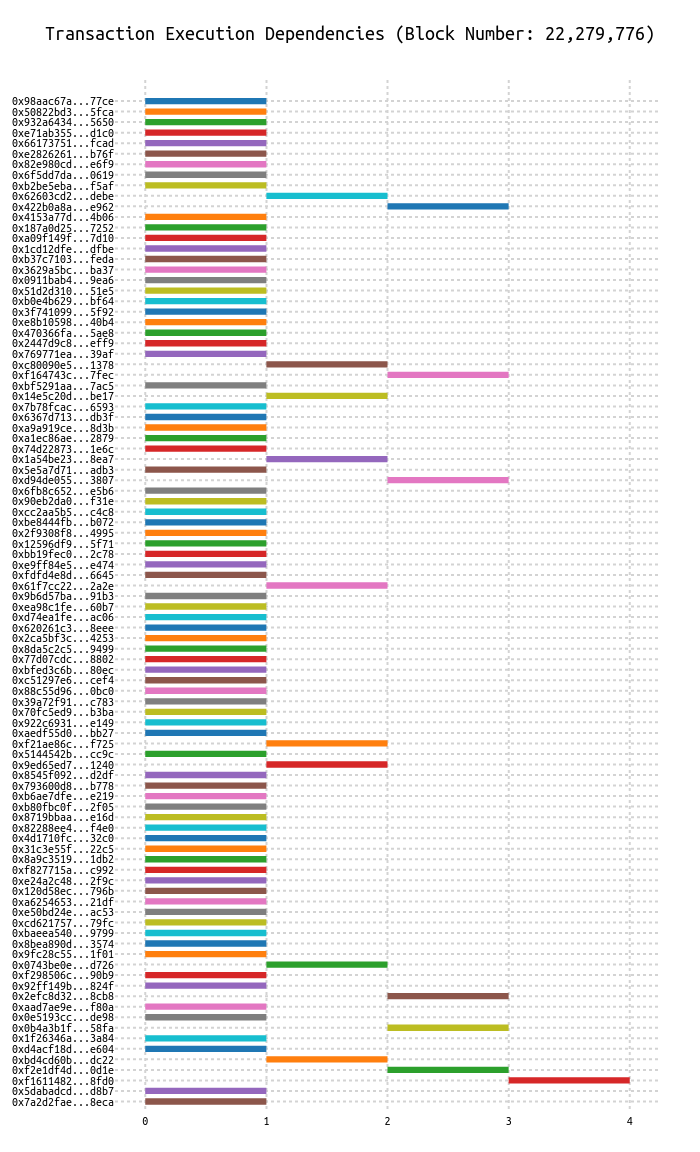 Transaction Execution Dependencies (Block Number: 22,279,776)
0x98aac67a...77ce
0x50822bd3...5fca
0x932a6434...5650
0xe71ab355...d1c0
0x66173751...fcad
0xe2826261...b76f
0x82e980cd...e6f9
0x6f5dd7da...0619
0xb2be5eba...f5af
0x62603cd2...debe
0x422b0a8a...e962
0x4153a77d...4b06
0x187a0d25...7252
0xa09f149f...7d10
0x1cd12dfe...dfbe
0xb37c7103...feda
0x3629a5bc...ba37
0x0911bab4...9ea6
0x51d2d310...51e5
0xb0e4b629...bf64
0x3f741099...5f92
0xe8b10598...40b4
0x470366fa...5ae8
0x2447d9c8...eff9
0x769771ea...39af
0xc80090e5...1378
0xf164743c...7fec
0xbf5291aa...7ac5
0x14e5c20d...be17
0x7b78fcac...6593
0x6367d713...db3f
0xa9a919ce...8d3b
0xa1ec86ae...2879
0x74d22873...1e6c
0x1a54be23...8ea7
0x5e5a7d71...adb3
0xd94de055...3807
0x6fb8c652...e5b6
0x90eb2da0...f31e
0xcc2aa5b5...c4c8
0xbe8444fb...b072
0x2f9308f8...4995
0x12596df9...5f71
0xbb19fec0...2c78
0xe9ff84e5...e474
0xfdfd4e8d...6645
0x61f7cc22...2a2e
0x9b6d57ba...91b3
0xea98c1fe...60b7
0xd74ea1fe...ac06
0x620261c3...8eee
0x2ca5bf3c...4253
0x8da5c2c5...9499
0x77d07cdc...8802
0xbfed3c6b...80ec
0xc51297e6...cef4
0x88c55d96...0bc0
0x39a72f91...c783
0x70fc5ed9...b3ba
0x922c6931...e149
0xaedf55d0...bb27
0xf21ae86c...f725
0x5144542b...cc9c
0x9ed65ed7...1240
0x8545f092...d2df
0x793600d8...b778
0xb6ae7dfe...e219
0xb80fbc0f...2f05
0x8719bbaa...e16d
0x82288ee4...f4e0
0x4d1710fc...32c0
0x31c3e55f...22c5
0x8a9c3519...1db2
0xf827715a...c992
0xe24a2c48...2f9c
0x120d58ec...796b
0xa6254653...21df
0xe50bd24e...ac53
0xcd621757...79fc
0xbaeea540...9799
0x8bea890d...3574
0x9fc28c55...1f01
0x0743be0e...d726
0xf298506c...90b9
0x92ff149b...824f
0x2efc8d32...8cb8
0xaad7ae9e...f80a
0x0e5193cc...de98
0x0b4a3b1f...58fa
0x1f26346a...3a84
0xd4acf18d...e604
0xbd4cd60b...dc22
0xf2e1df4d...0d1e
0xf1611482...8fd0
0x5dabadcd...d8b7
0x7a2d2fae...8eca
0 1 2 3 4